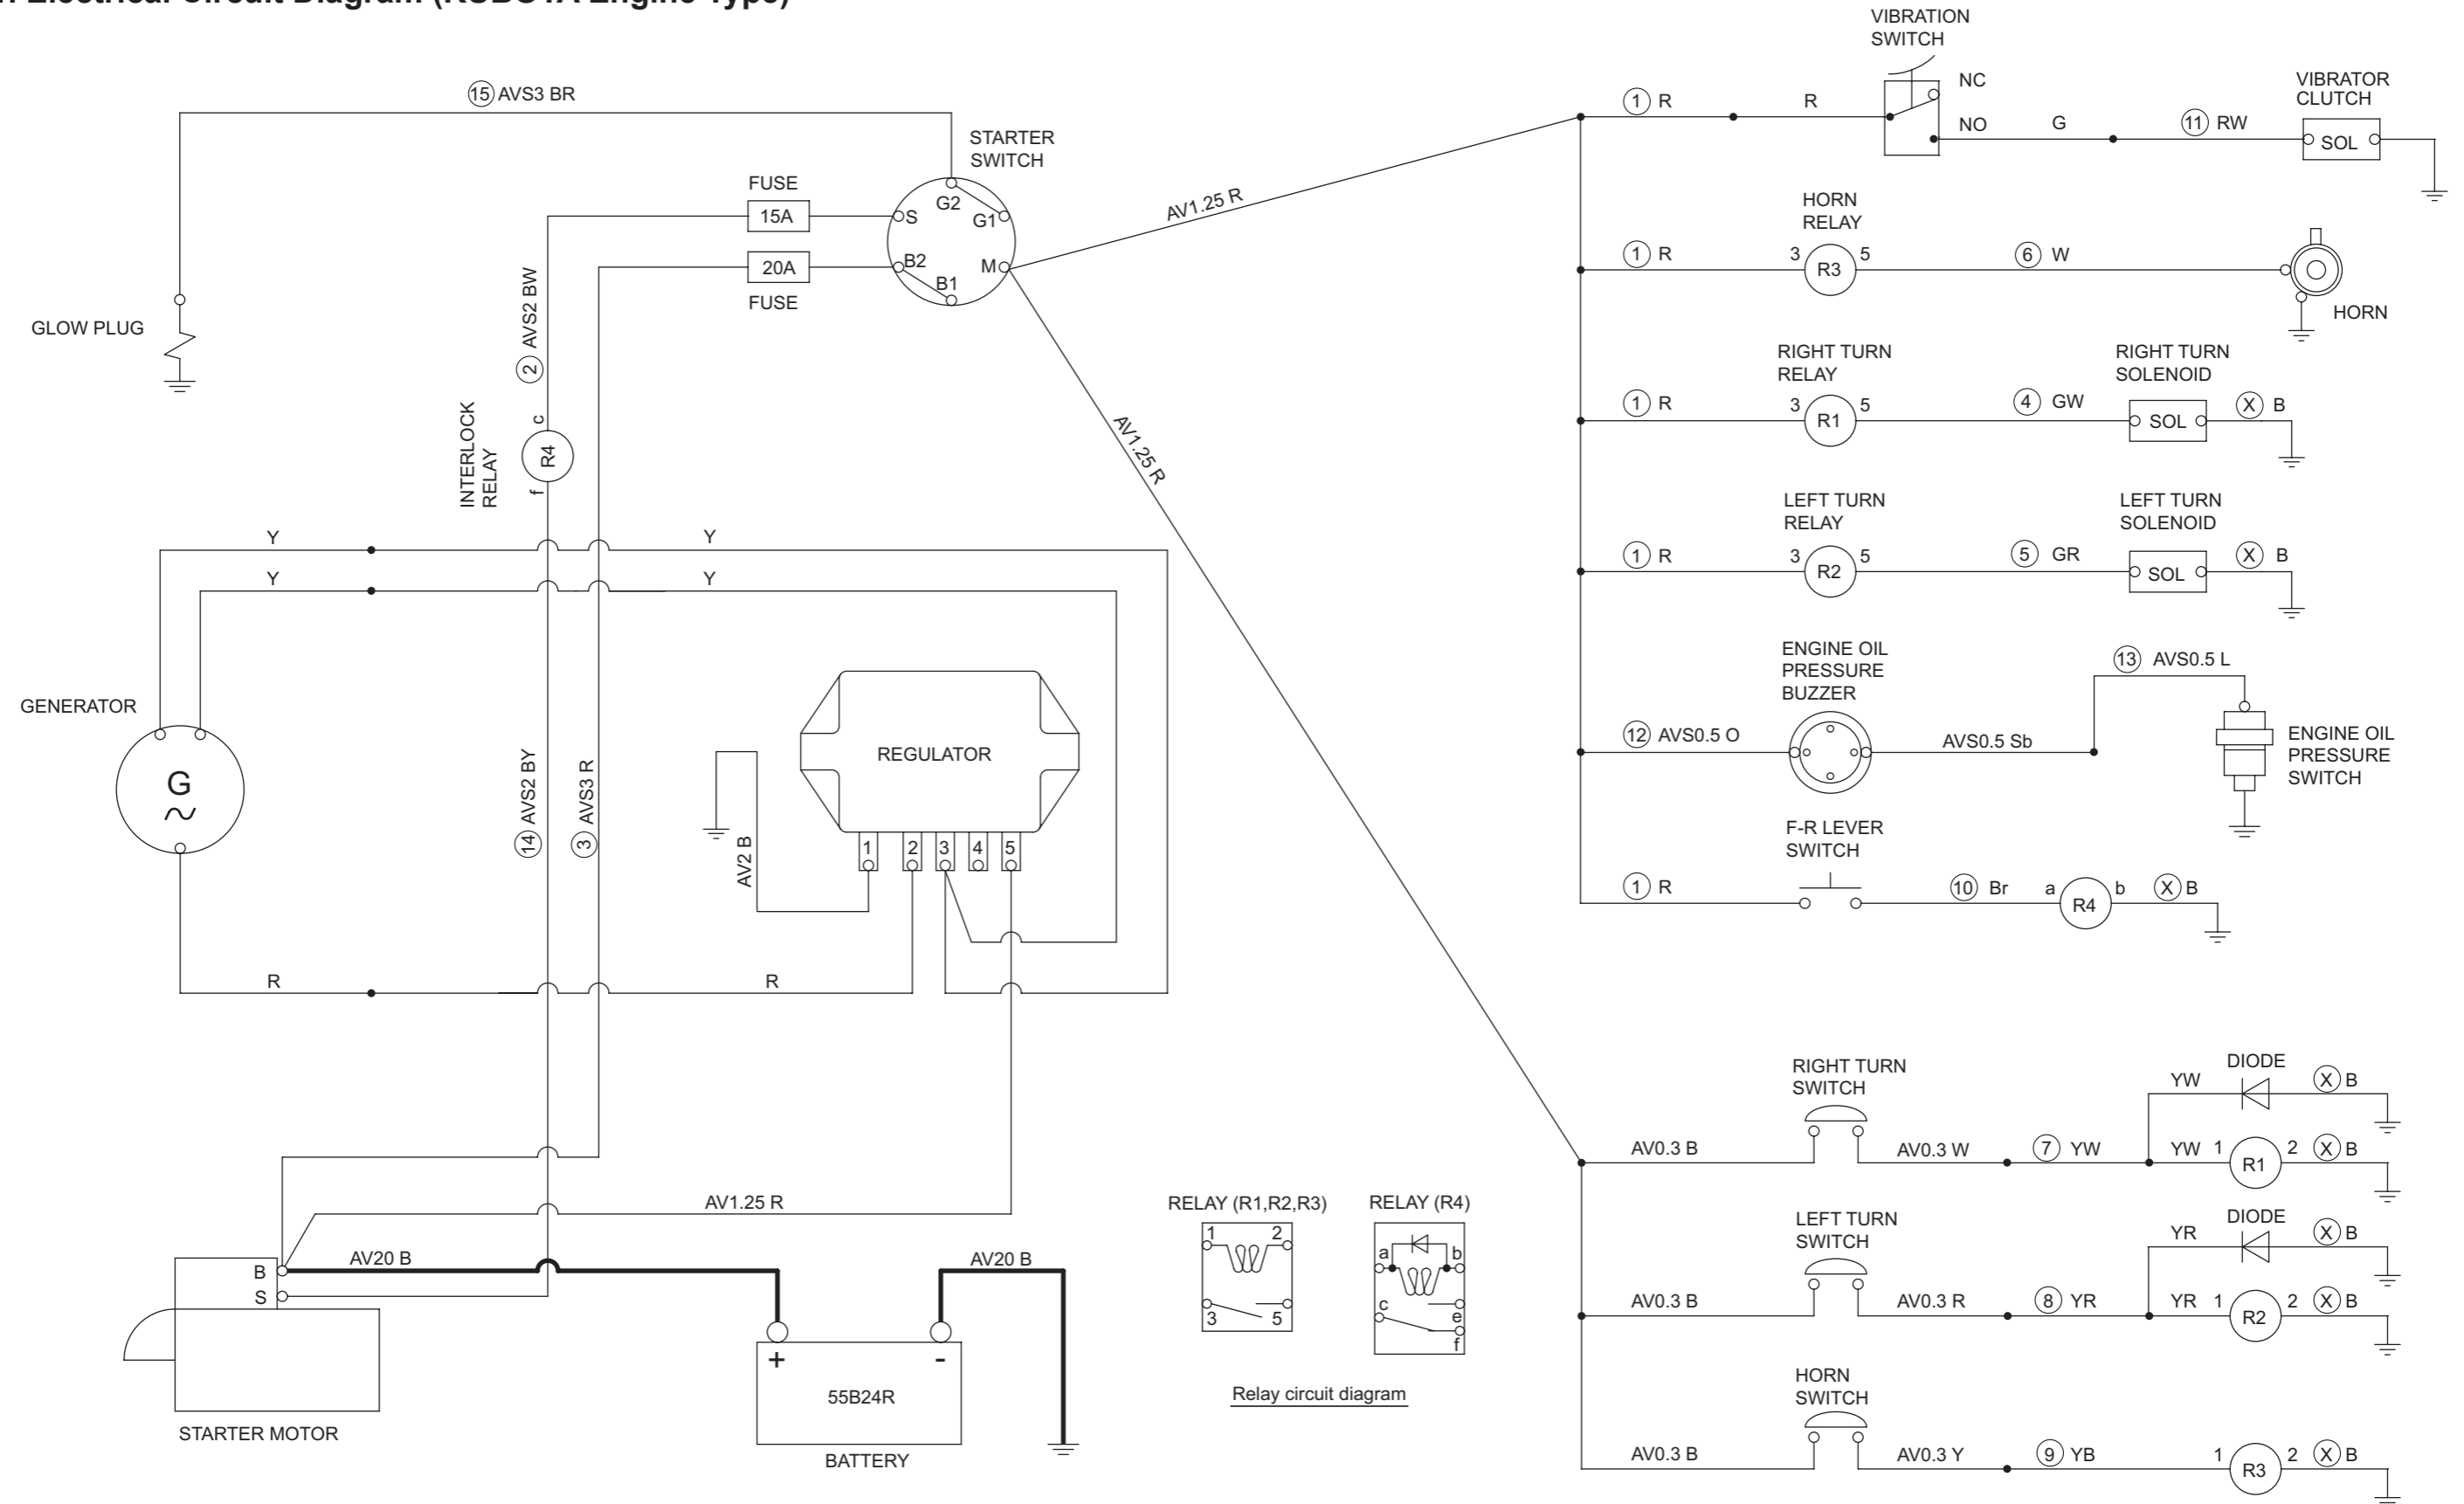 Electrical Circuit Diagram
Engine Type)
VIBRATION
SWITCH
NC
NO
1 R
R
G
11 RW
VIBRATOR
CLUTCH
SOL
15 AVS3 BR
STARTER
SWITCH
FUSE
15A
20A
FUSE
S
G2
G1
B2
B1
M
AV1.25 R
AV1.25 R
2 AVS2 BW
GLOW PLUG
INTERLOCK
RELAY
c
R4
f
HORN
RELAY
1 R
3
R3
5
6 W
HORN
RIGHT TURN
RELAY
RIGHT TURN
SOLENOID
1 R
3
R1
5
4 GW
SOL
X B
LEFT TURN
RELAY
LEFT TURN
SOLENOID
1 R
3
R2
5
5 GR
SOL
X B
Y
Y
Y
Y
GENERATOR
G
14 AVS2 BY
3 AVS3 R
REGULATOR
1
2
3
4
5
AV2 B
R
R
ENGINE OIL
PRESSURE
BUZZER
12 AVS0.5 O
AVS0.5 Sb
13 AVS0.5 L
ENGINE OIL
PRESSURE
SWITCH
F-R LEVER
SWITCH
1 R
10 Br
a
R4
b
X B
RIGHT TURN
SWITCH
AV0.3 B
AV0.3 W
7 YW
YW
DIODE
X B
YW
1
R1
2
X B
LEFT TURN
SWITCH
AV0.3 B
AV0.3 R
8 YR
YR
DIODE
X B
YR
1
R2
2
X B
HORN
SWITCH
AV0.3 B
AV0.3 Y
9 YB
1
R3
2
X B
AV1.25 R
AV20 B
AV20 B
B
S
STARTER MOTOR
+
-
55B24R
BATTERY
RELAY (R1,R2,R3)
1
2
3
5
RELAY (R4)
a
b
c
e
f
Relay circuit diagram